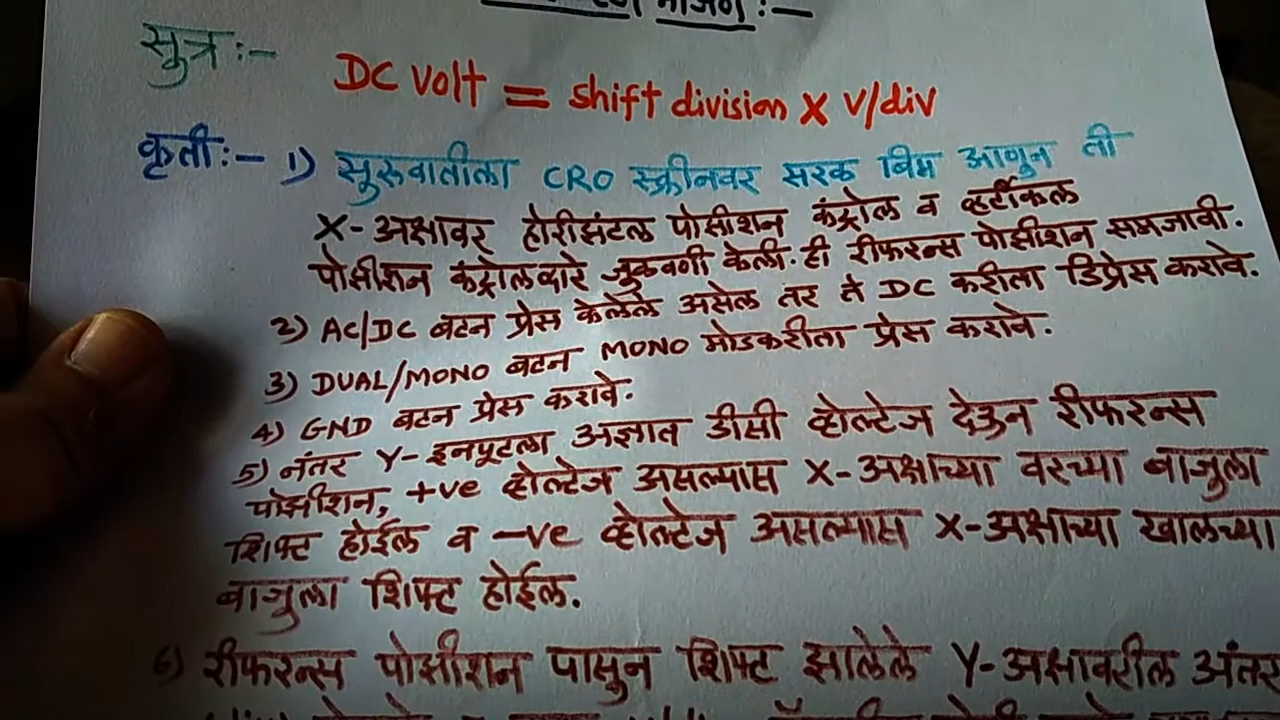 मोजणे :—
सुत्र :—
DC volt = shift division x v/div
कृती :— 1) सुरुवातीला CRO स्क्रीनवर सरक बिम आणुन ती
X-अक्षावर होरीझंटल पोसीशन कंट्रोल व व्हर्टीकल
पोसीशन कंट्रोलव्दारे जुळवणी केली. ही रीफरन्स पोसीशन समजावी.
2) AC/DC बटन प्रेस केलेले असेल तर ते DC करीता डिप्रेस करावे.
3) DUAL/MONO बटन MONO मोडकरीता प्रेस करावे.
4) GND बटन प्रेस करावे.
5) नंतर Y-इनपूटला अज्ञात डीसी व्होल्टेज देऊन रीफरन्स
पोझीशन, +ve व्होल्टेज असल्यास X-अक्षाच्या वरच्या बाजुला
शिफ्ट होईल व -ve व्होल्टेज असल्यास X-अक्षाच्या खालच्या
बाजुला शिफ्ट होईल.
6) रीफरन्स पोझीशन पासुन शिफ्ट झालेले Y-अक्षावरील अंतर